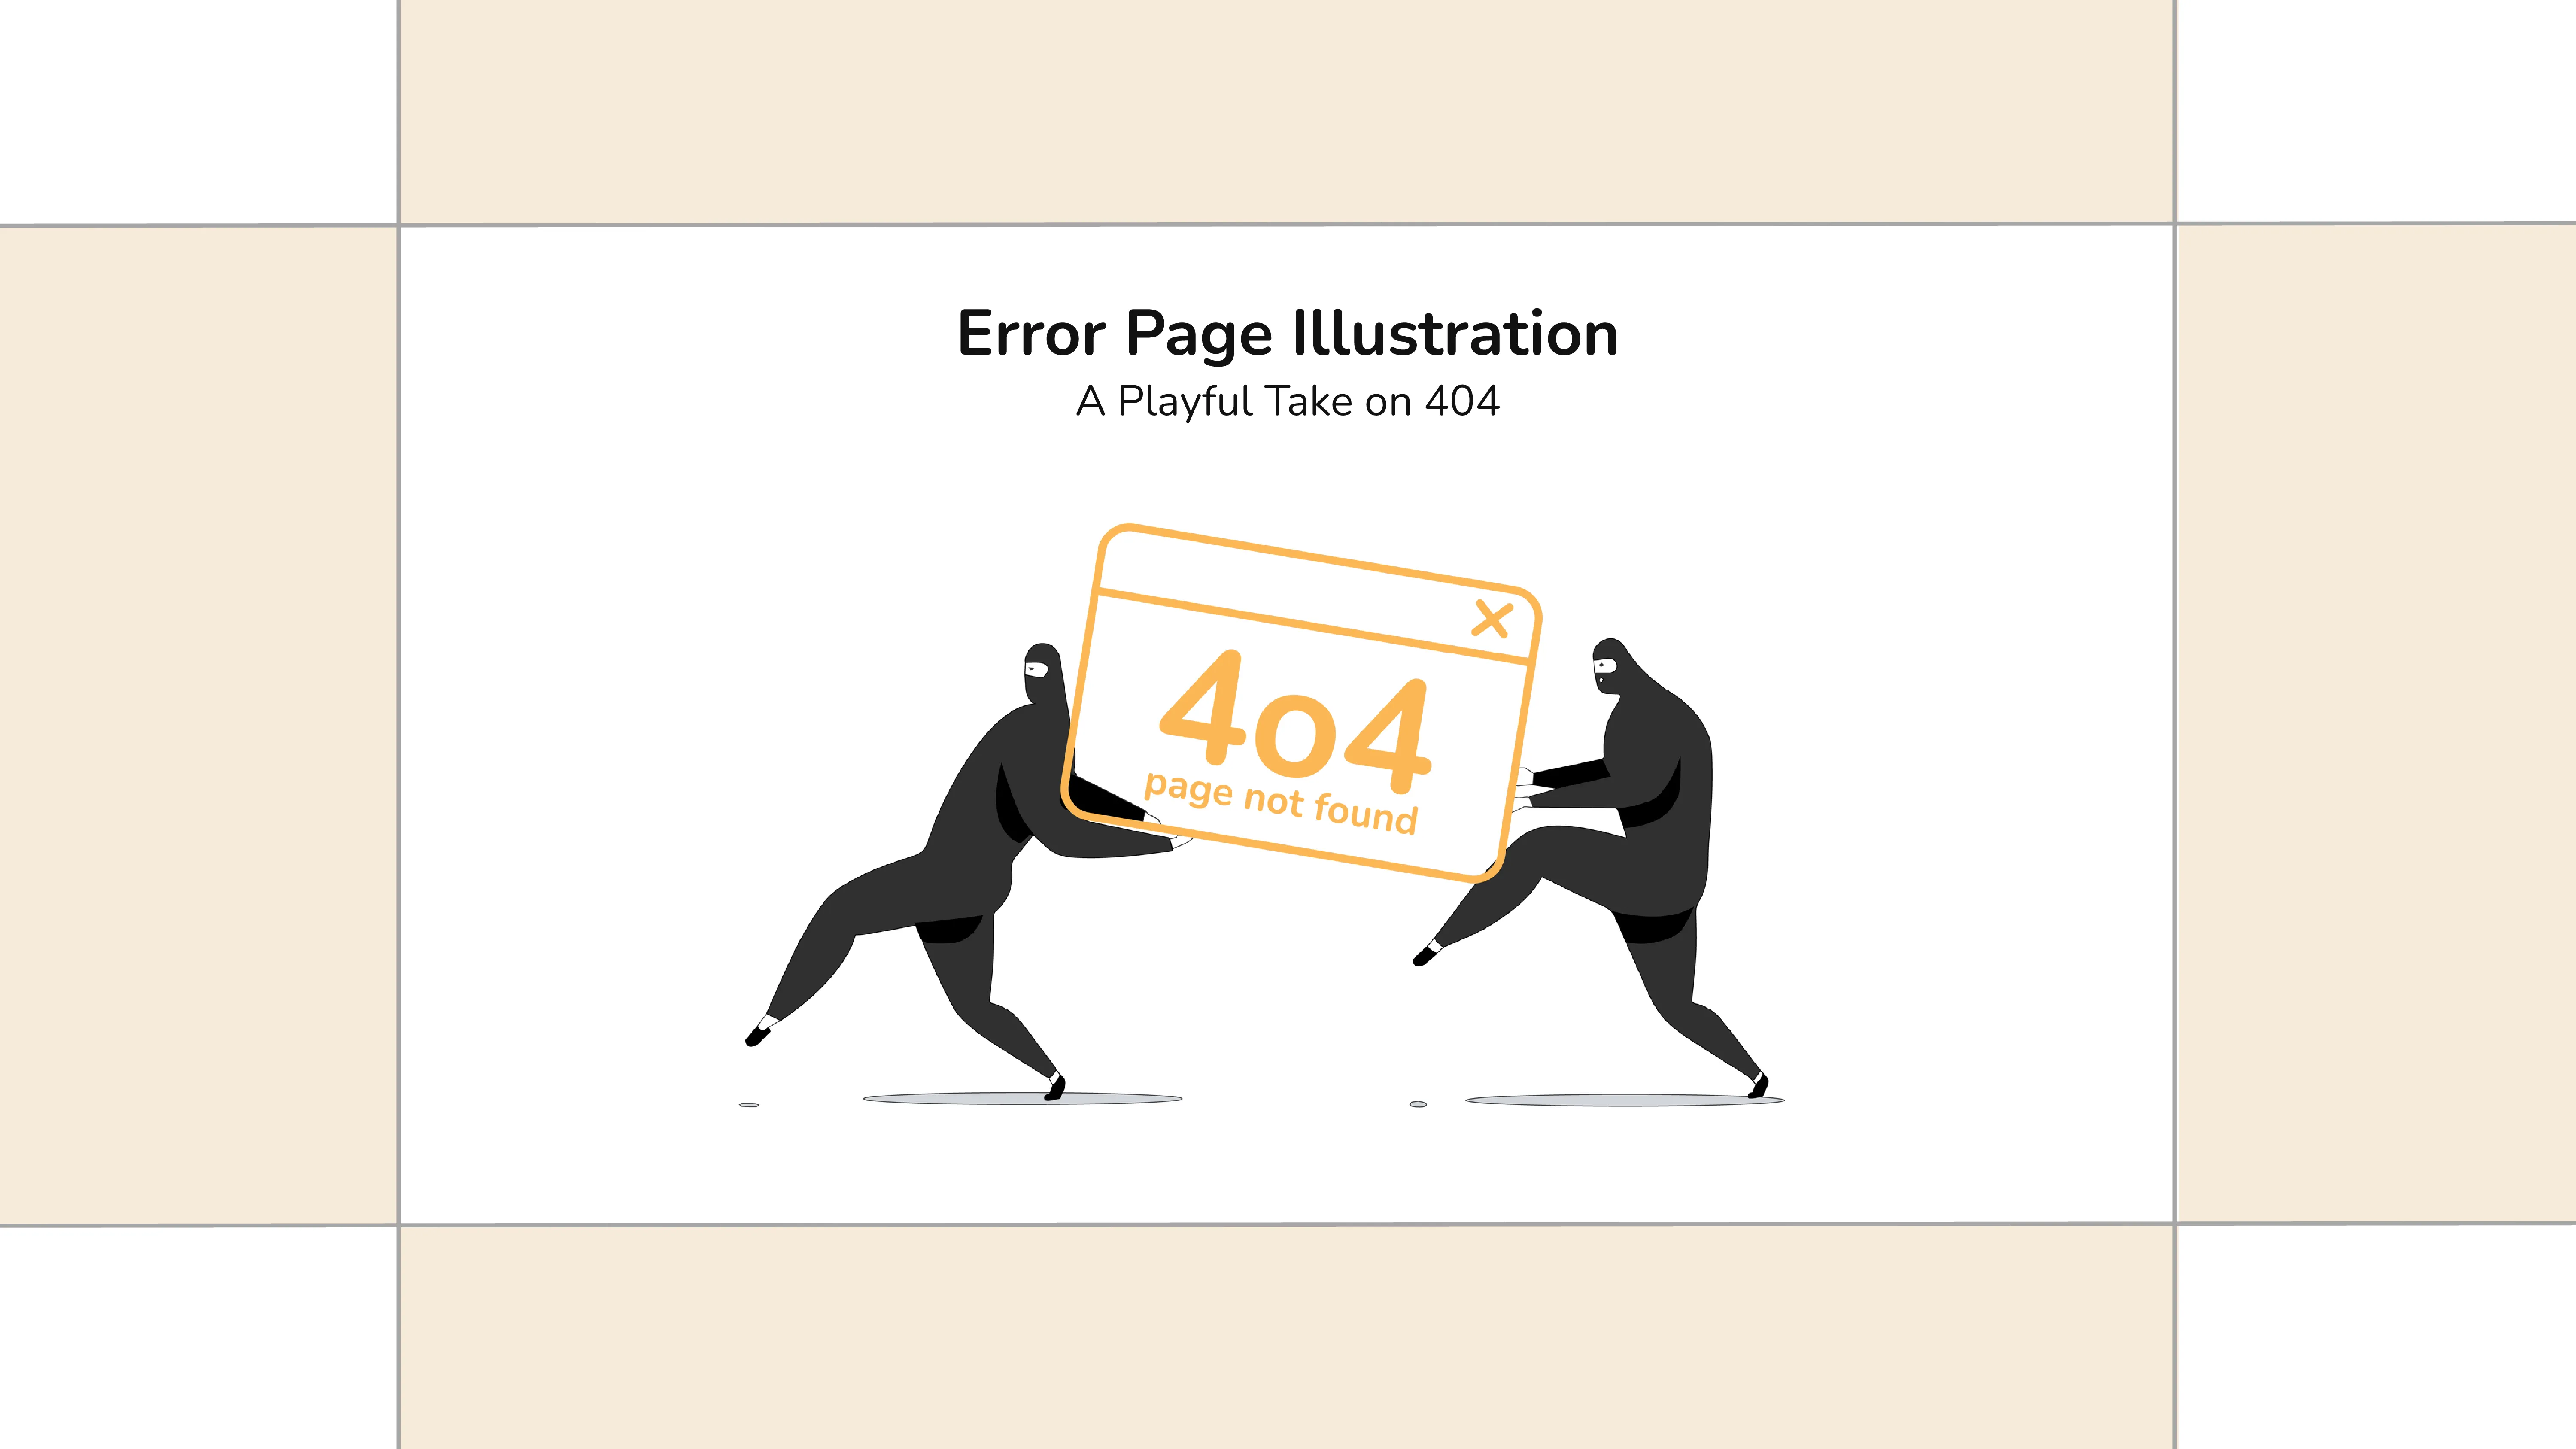 Error Page Illustration
A Playful Take on 404
4o4
page not found